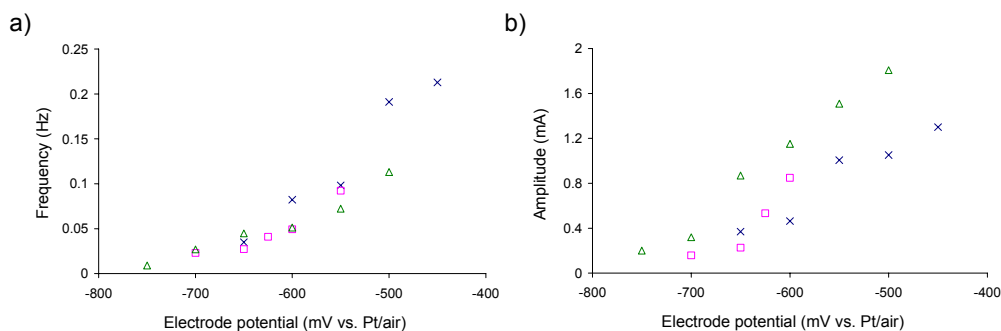 a)
0.25
0.2
0.15
0.1
0.05
0
-800 -700 -600 -500 -400
Frequency (Hz)
Electrode potential (mV vs. Pt/air)
b)
2
1.6
1.2
0.8
0.4
0
-800 -700 -600 -500 -400
Amplitude (mA)
Electrode potential (mV vs. Pt/air)